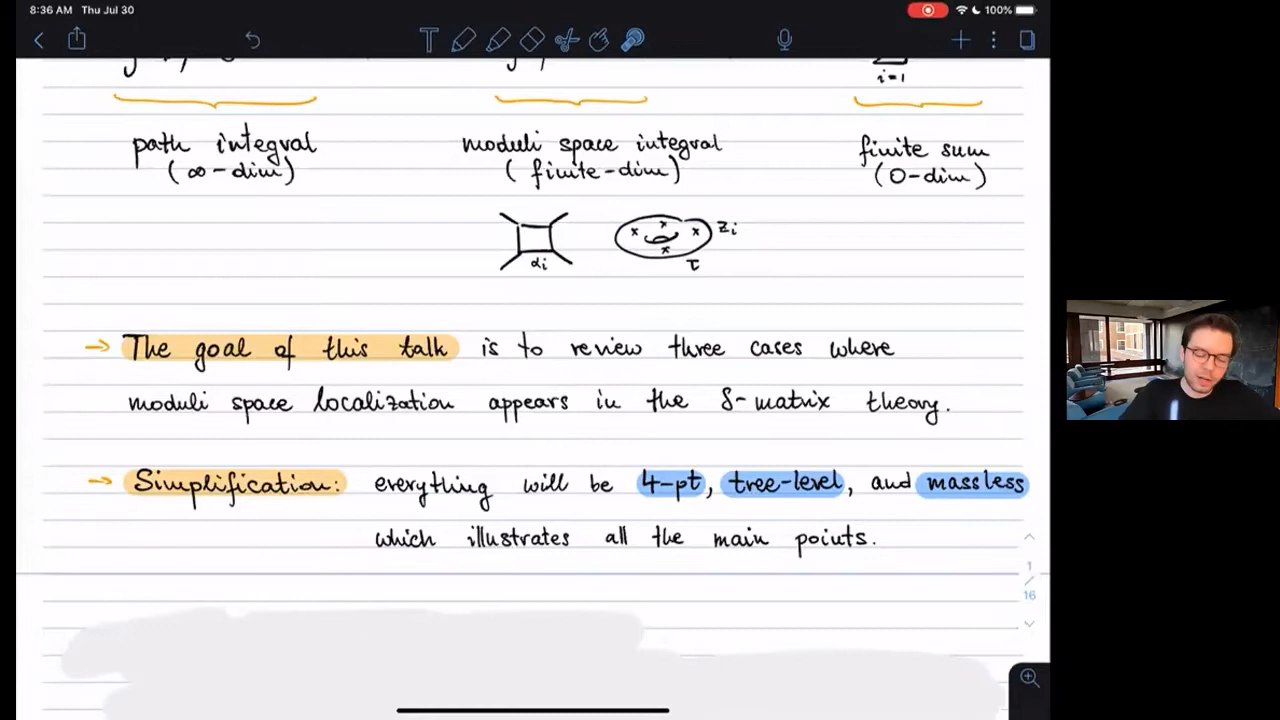 8:36 AM Thu Jul 30
100%
i=1
path integral
(∞-dim)
moduli space integral
(finite-dim)
finite sum
(0-dim)
αi
zi
τ
→ The goal of this talk is to review three cases where
moduli space localization appears in the S-matrix theory.
→ Simplification: everything will be 4-pt, tree-level, and massless
which illustrates all the main points.
1
/
16